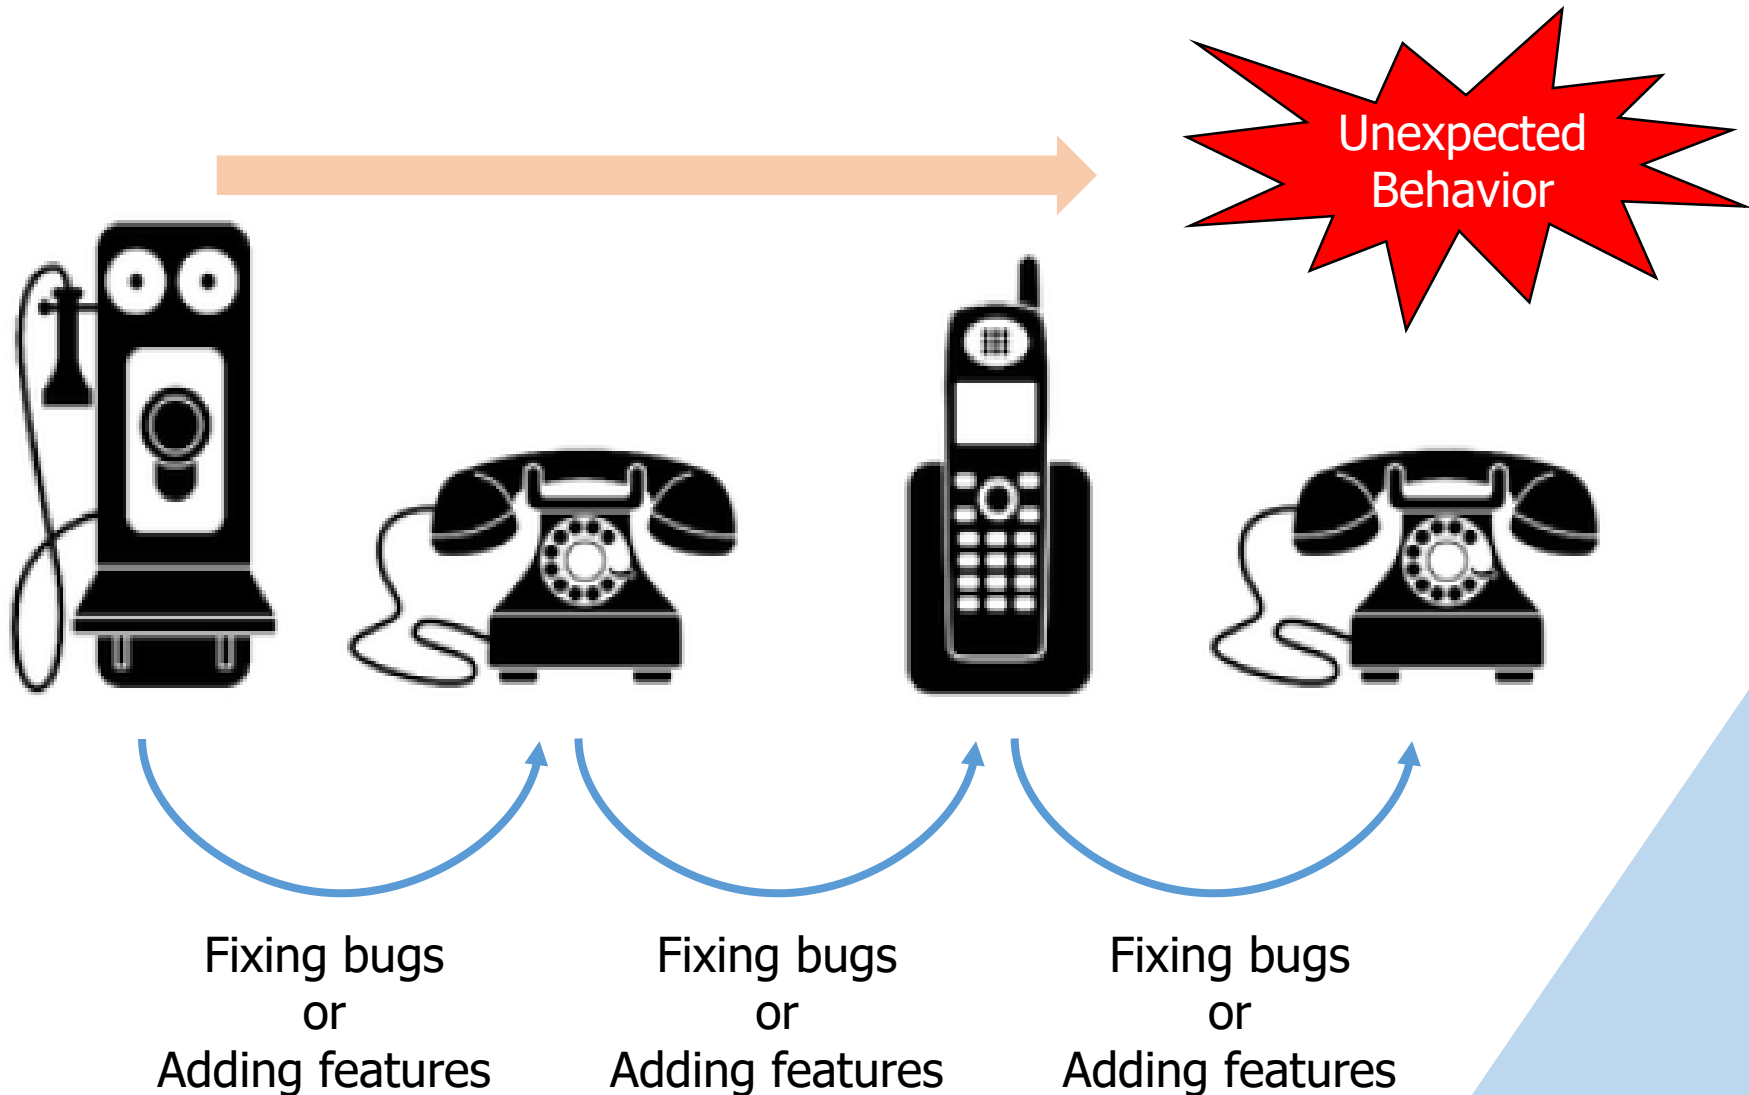 Unexpected
Behavior
Fixing bugs
or
Adding features
Fixing bugs
or
Adding features
Fixing bugs
or
Adding features